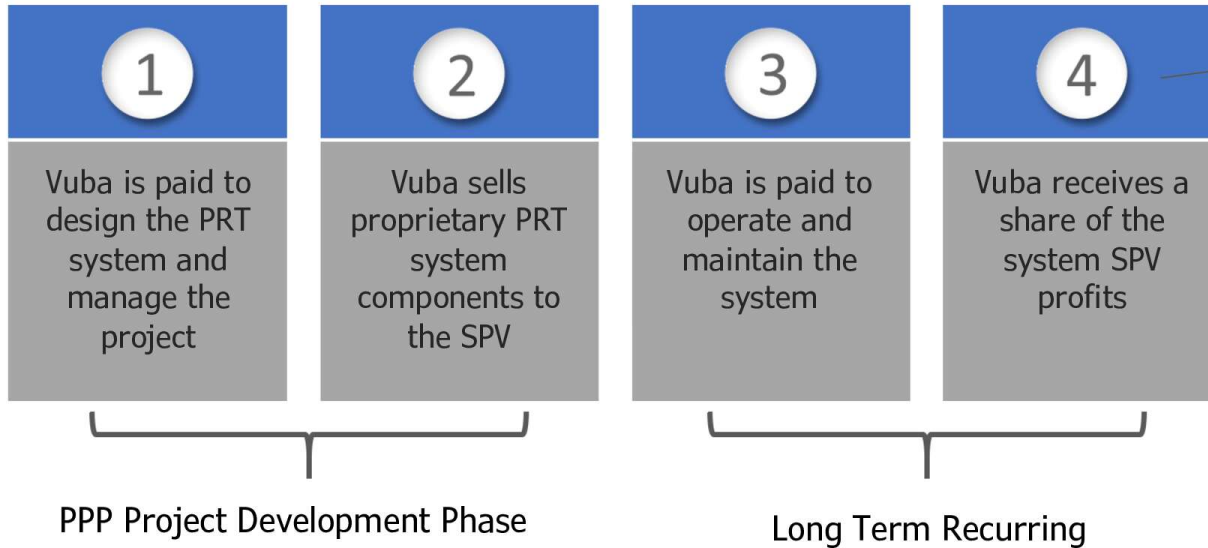 1
Vuba is paid to
design the PRT
system and
manage the
project
2
Vuba sells
proprietary PRT
system
components to
the SPV
3
Vuba is paid to
operate and
maintain the
system
4
Vuba receives a
share of the
system SPV
profits
PPP Project Development Phase
Long Term Recurring